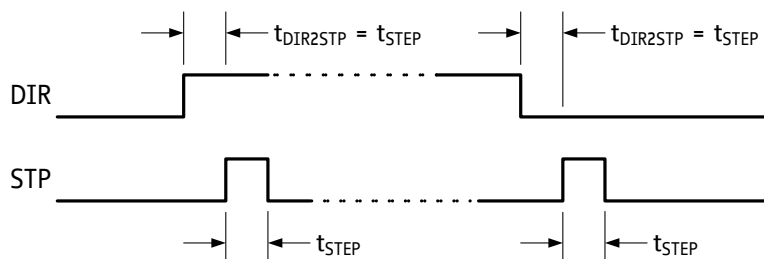 tDIR2STP = tSTEP tDIR2STP = tSTEP
DIR
STP
tSTEP tSTEP